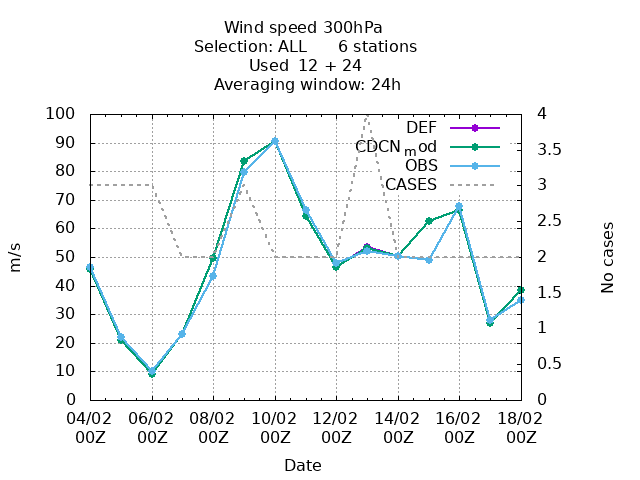 Wind speed 300hPa
Selection: ALL 6 stations
Used 12 + 24
Averaging window: 24h
100 4
DEF
90
CDCN_mod 3.5
80
OBS
70 CASES 3
60 2.5
m/s
No cases
50 2
40 1.5
30
20 1
10 0.5
0 0
04/02 06/02 08/02 10/02 12/02 14/02 16/02 18/02
00Z 00Z 00Z 00Z 00Z 00Z 00Z 00Z
Date